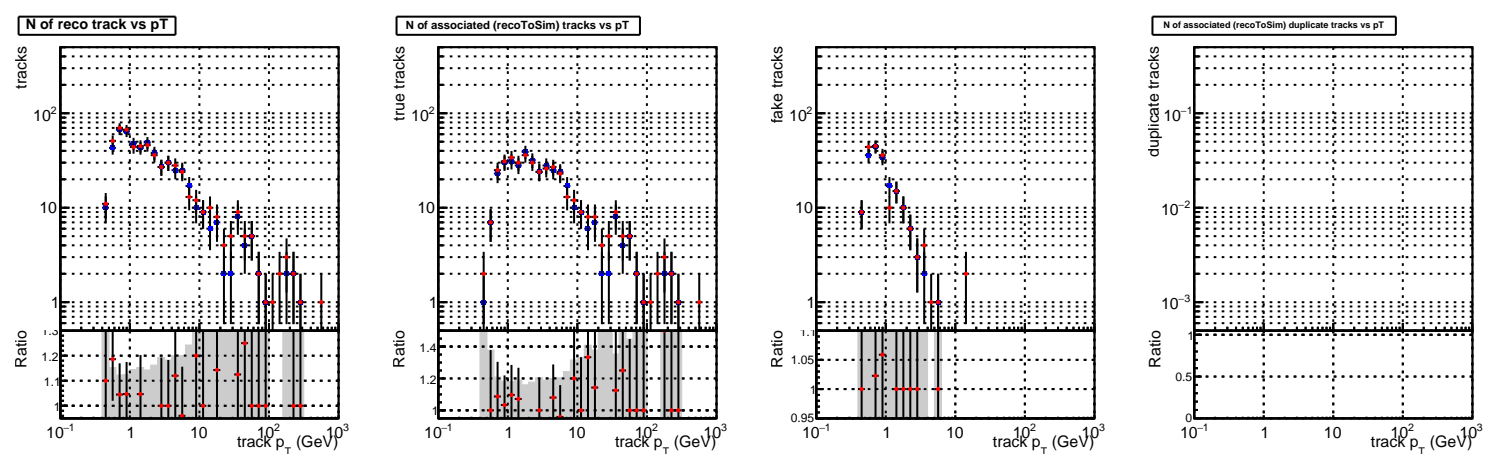 N of reco track vs pT
tracks
10²
10
1
Ratio
1.3
1.2
1.1
1
10⁻¹ 1 10 10² 10³
track p_T (GeV)
N of associated (recoToSim) tracks vs pT
true tracks
10²
10
1
Ratio
1.4
1.2
1
10⁻¹ 1 10 10² 10³
track p_T (GeV)
fake tracks
10²
10
1
Ratio
1.1
1.05
1
0.95
10⁻¹ 1 10 10² 10³
track p_T (GeV)
N of associated (recoToSim) duplicate tracks vs pT
duplicate tracks
10⁻¹
10⁻²
10⁻³
Ratio
1
0.5
0
10⁻¹ 1 10 10² 10³
track p_T (GeV)